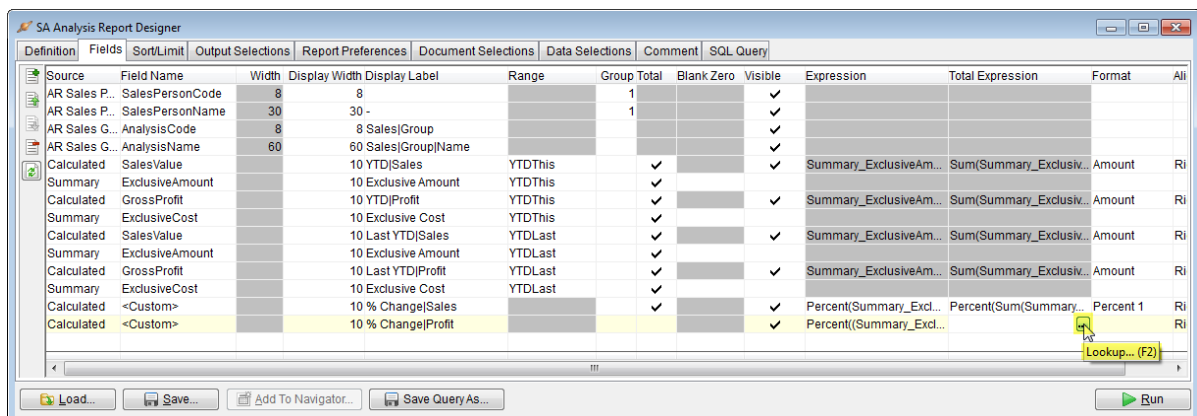 SA Analysis Report Designer
Definition Fields Sort/Limit Output Selections Report Preferences Document Selections Data Selections Comment SQL Query
Source Field Name Width Display Width Display Label Range Group Total Blank Zero Visible Expression Total Expression Format Ali
AR Sales P... SalesPersonCode 8 8 1
AR Sales P... SalesPersonName 30 30 - 1
AR Sales G... AnalysisCode 8 8 Sales|Group
AR Sales G... AnalysisName 60 60 Sales|Group|Name
Calculated SalesValue 10 YTD|Sales YTDThis Summary_ExclusiveAm... Sum(Summary_Exclusiv... Amount Ri
Summary ExclusiveAmount 10 Exclusive Amount YTDThis
Calculated GrossProfit 10 YTD|Profit YTDThis Summary_ExclusiveAm... Sum(Summary_Exclusiv... Amount Ri
Summary ExclusiveCost 10 Exclusive Cost YTDThis
Calculated SalesValue 10 Last YTD|Sales YTDLast Summary_ExclusiveAm... Sum(Summary_Exclusiv... Amount Ri
Summary ExclusiveAmount 10 Exclusive Amount YTDLast
Calculated GrossProfit 10 Last YTD|Profit YTDLast Summary_ExclusiveAm... Sum(Summary_Exclusiv... Amount Ri
Summary ExclusiveCost 10 Exclusive Cost YTDLast
Calculated <Custom> 10 % Change|Sales Percent(Summary_Excl... Percent(Sum(Summary... Percent 1 Ri
Calculated <Custom> 10 % Change|Profit Percent((Summary_Excl... ... Ri
Lookup... (F2)
Load... Save... Add To Navigator... Save Query As... Run